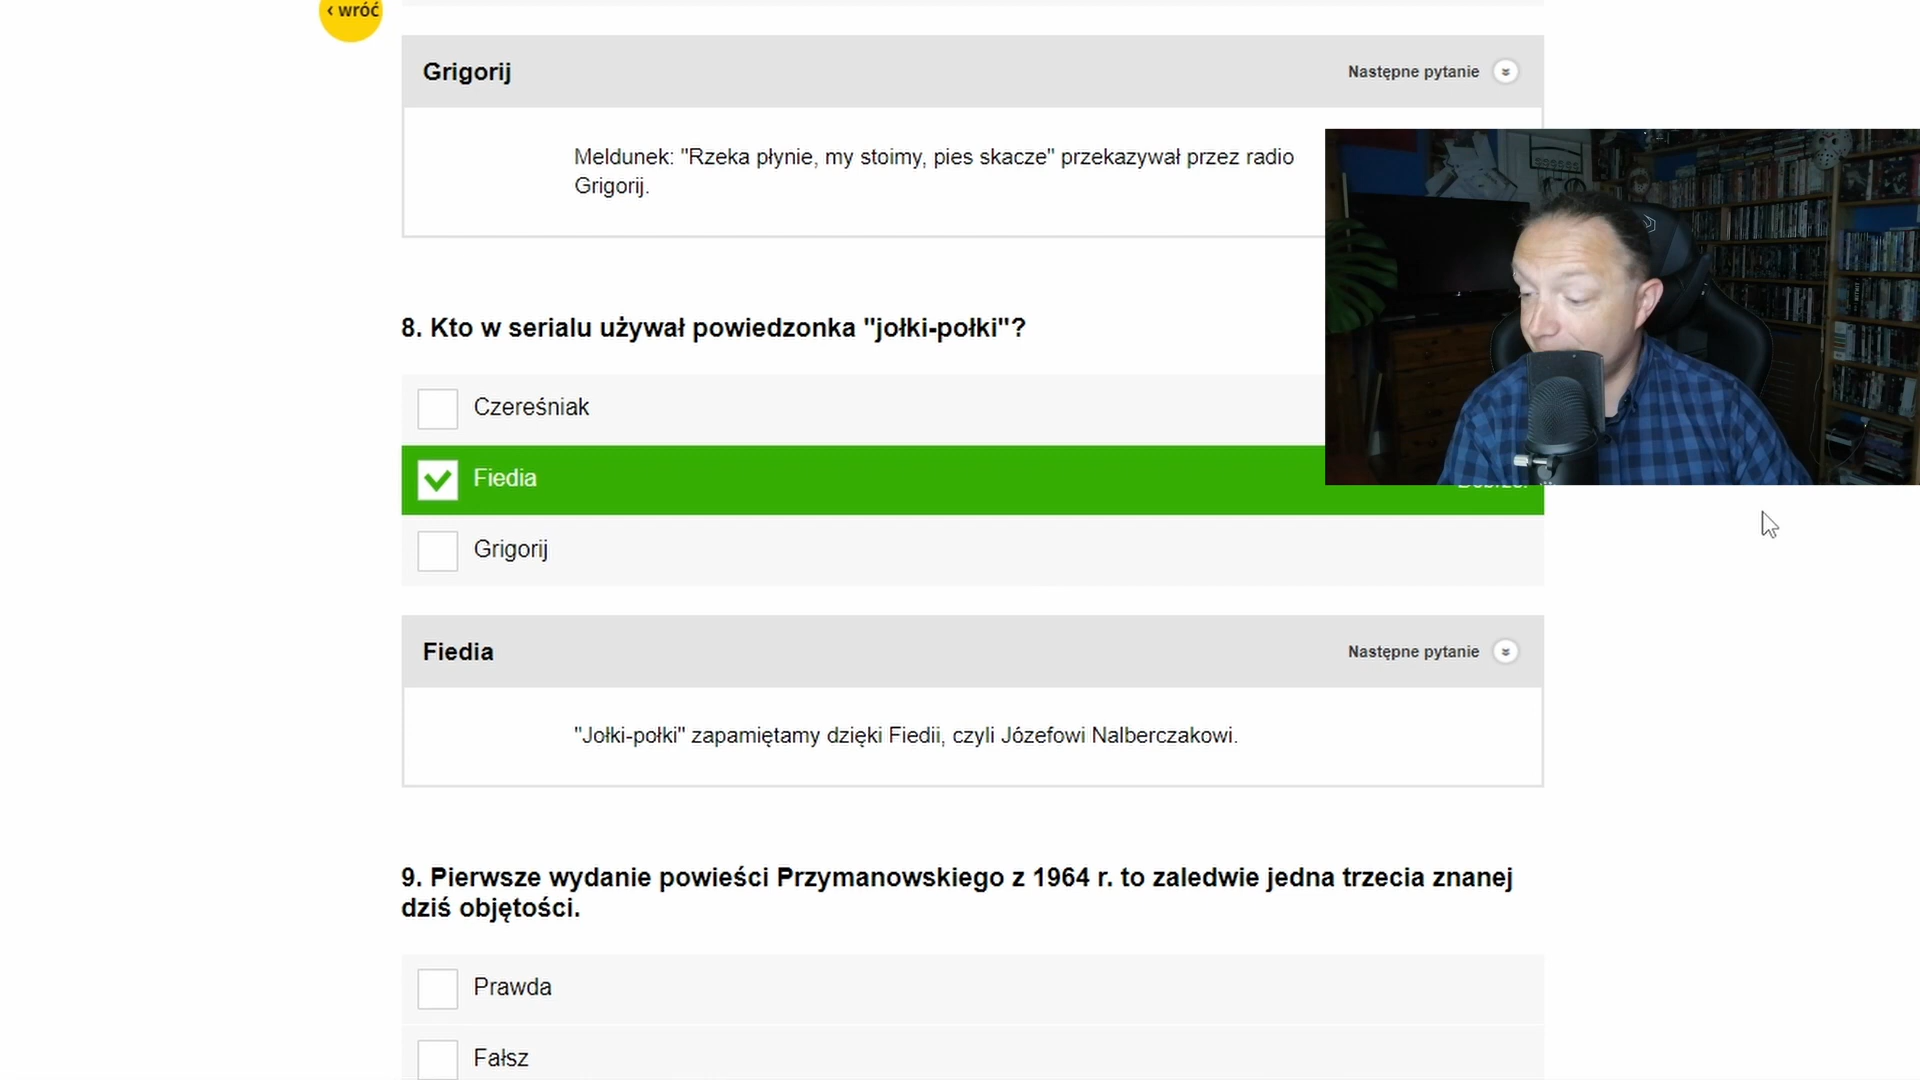 ‹ wróć
Grigorij
Następne pytanie
Meldunek: "Rzeka płynie, my stoimy, pies skacze" przekazywał przez radio
Grigorij.
8. Kto w serialu używał powiedzonka "jołki-połki"?
Czereśniak
Fiedia
Grigorij
Fiedia
Następne pytanie
"Jołki-połki" zapamiętamy dzięki Fiedii, czyli Józefowi Nalberczakowi.
9. Pierwsze wydanie powieści Przymanowskiego z 1964 r. to zaledwie jedna trzecia znanej
dziś objętości.
Prawda
Fałsz